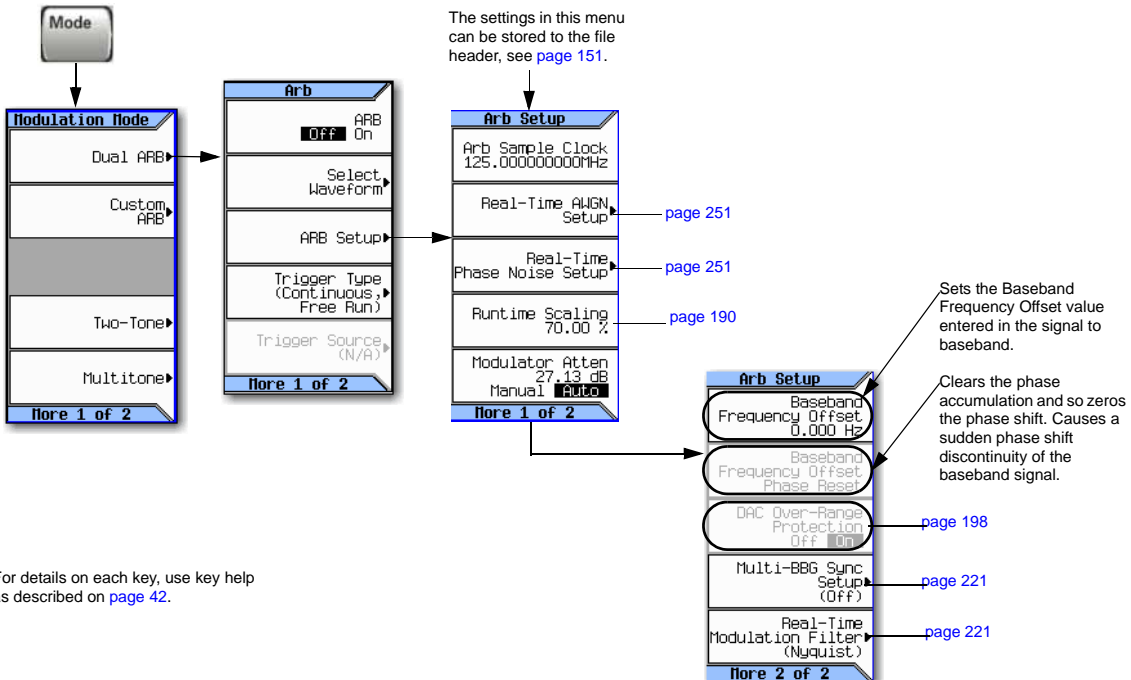 Mode
The settings in this menu
can be stored to the file
header, see page 151.
Modulation Mode
Dual ARB
Custom
ARB
Two-Tone
Multitone
More 1 of 2
Arb
ARB
Off On
Select
Waveform
ARB Setup
Trigger Type
(Continuous,
Free Run)
Trigger Source
(N/A)
More 1 of 2
Arb Setup
Arb Sample Clock
125.000000000MHz
Real-Time AWGN
Setup
page 251
Real-Time
Phase Noise Setup
page 251
Runtime Scaling
70.00 %
page 190
Modulator Atten
27.13 dB
Manual Auto
More 1 of 2
Arb Setup
Baseband
Frequency Offset
0.000 Hz
Sets the Baseband
Frequency Offset value
entered in the signal to
baseband.
Baseband
Frequency Offset
Phase Reset
Clears the phase
accumulation and so zeros
the phase shift. Causes a
sudden phase shift
discontinuity of the
baseband signal.
DAC Over-Range
Protection
Off On
page 198
Multi-BBG Sync
Setup
(Off)
page 221
Real-Time
Modulation Filter
(Nyquist)
page 221
More 2 of 2
For details on each key, use key help
as described on page 42.